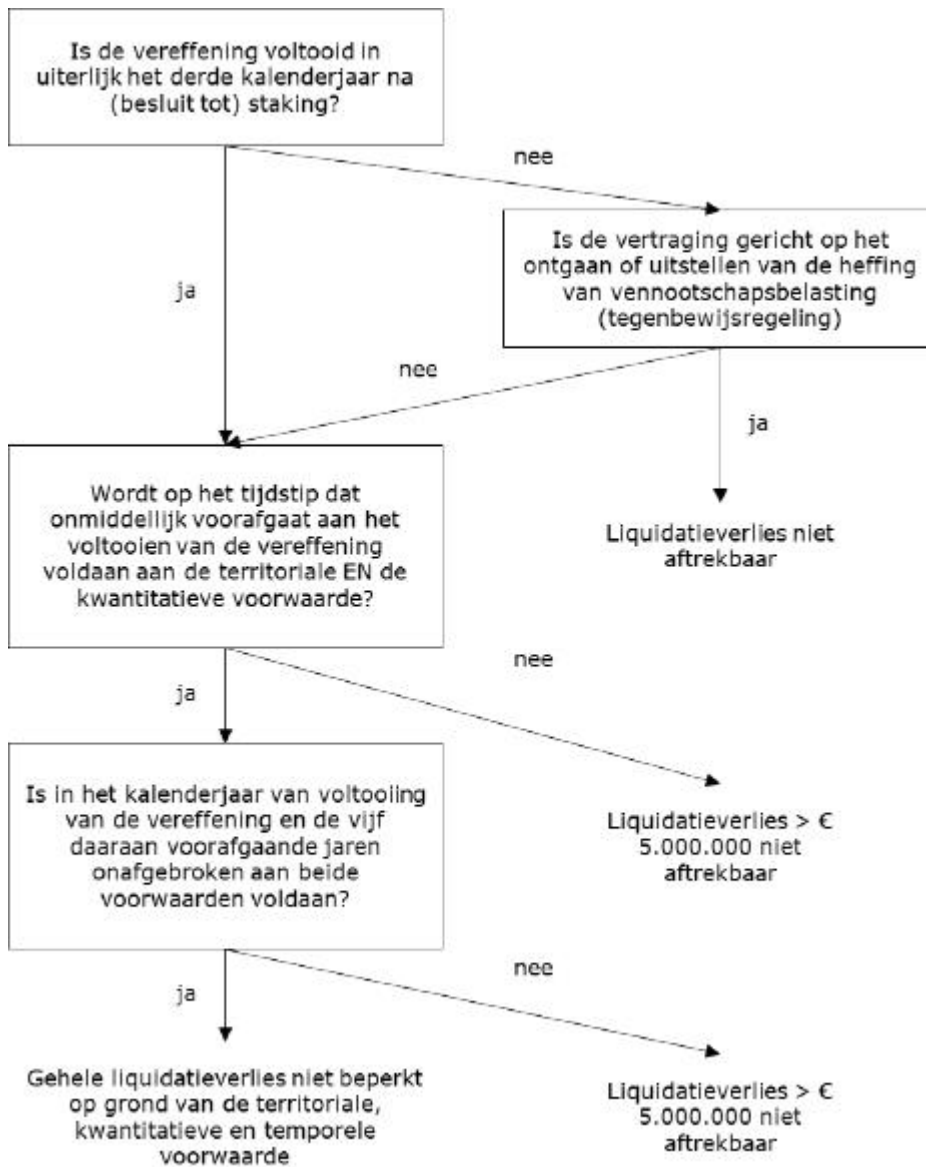 Is de vereffening voltooid in
uiterlijk het derde kalenderjaar na
(besluit tot) staking?
nee
Is de vertraging gericht op het
ontgaan of uitstellen van de heffing
van vennootschapsbelasting
(tegenbewijsregeling)
ja
nee
ja
Wordt op het tijdstip dat
onmiddellijk voorafgaat aan het
voltooien van de vereffening
voldaan aan de territoriale EN de
kwantitatieve voorwaarde?
Liquidatieverlies niet
aftrekbaar
nee
ja
Is in het kalenderjaar van voltooiing
van de vereffening en de vijf
daaraan voorafgaande jaren
onafgebroken aan beide
voorwaarden voldaan?
Liquidatieverlies > €
5.000.000 niet
aftrekbaar
nee
ja
Gehele liquidatieverlies niet beperkt
op grond van de territoriale,
kwantitatieve en temporele
voorwaarde
Liquidatieverlies > €
5.000.000 niet
aftrekbaar